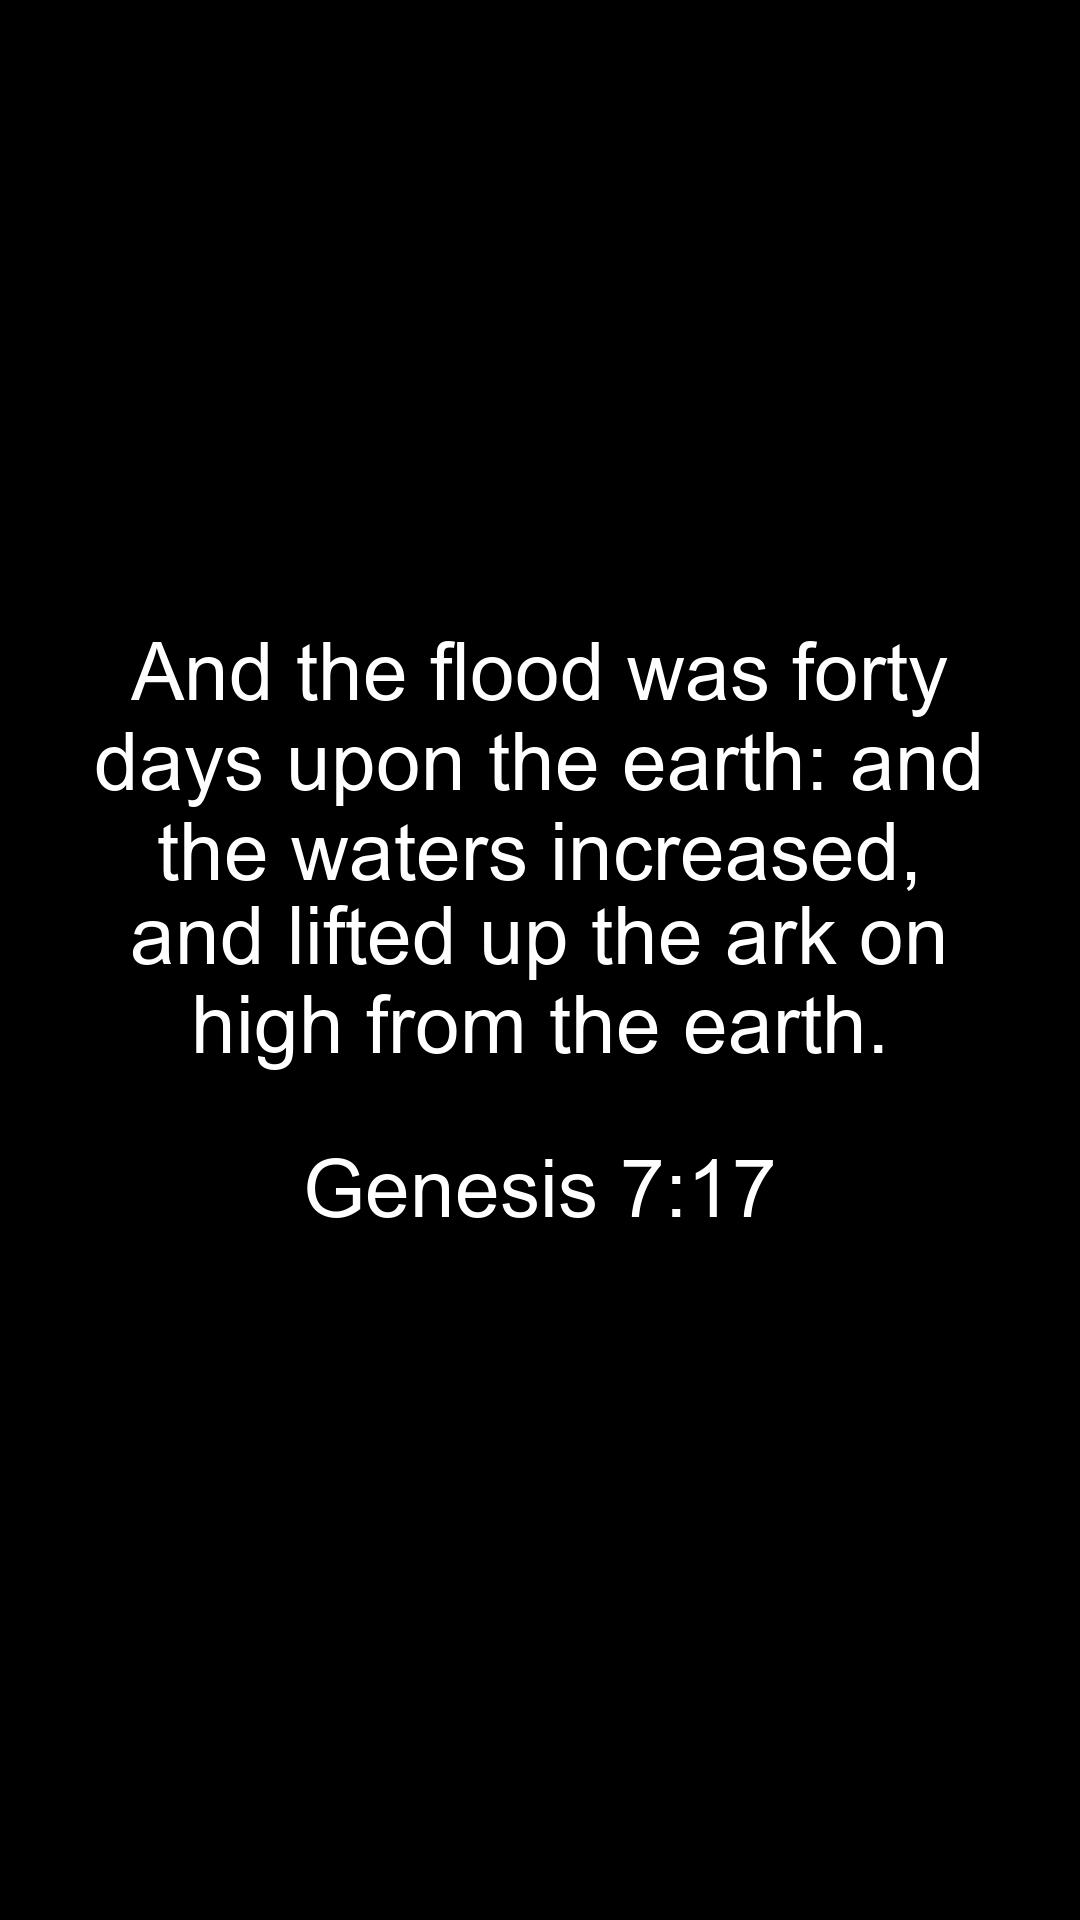 And the flood was forty
days upon the earth: and
the waters increased,
and lifted up the ark on
high from the earth.
Genesis 7:17